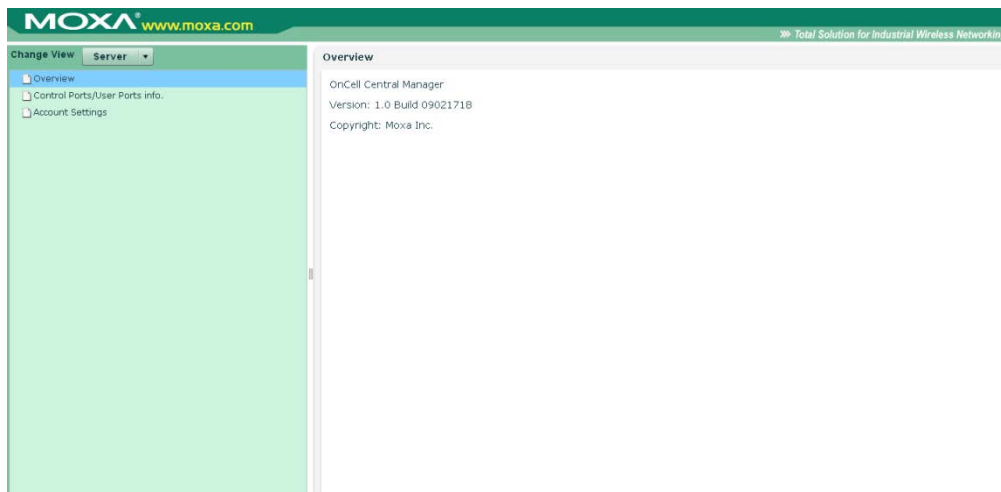 MOXA® www.moxa.com
Total Solution for Industrial Wireless Networkin
Change View Server
Overview
Control Ports/User Ports info.
Account Settings
Overview
OnCell Central Manager
Version: 1.0 Build 09021718
Copyright: Moxa Inc.